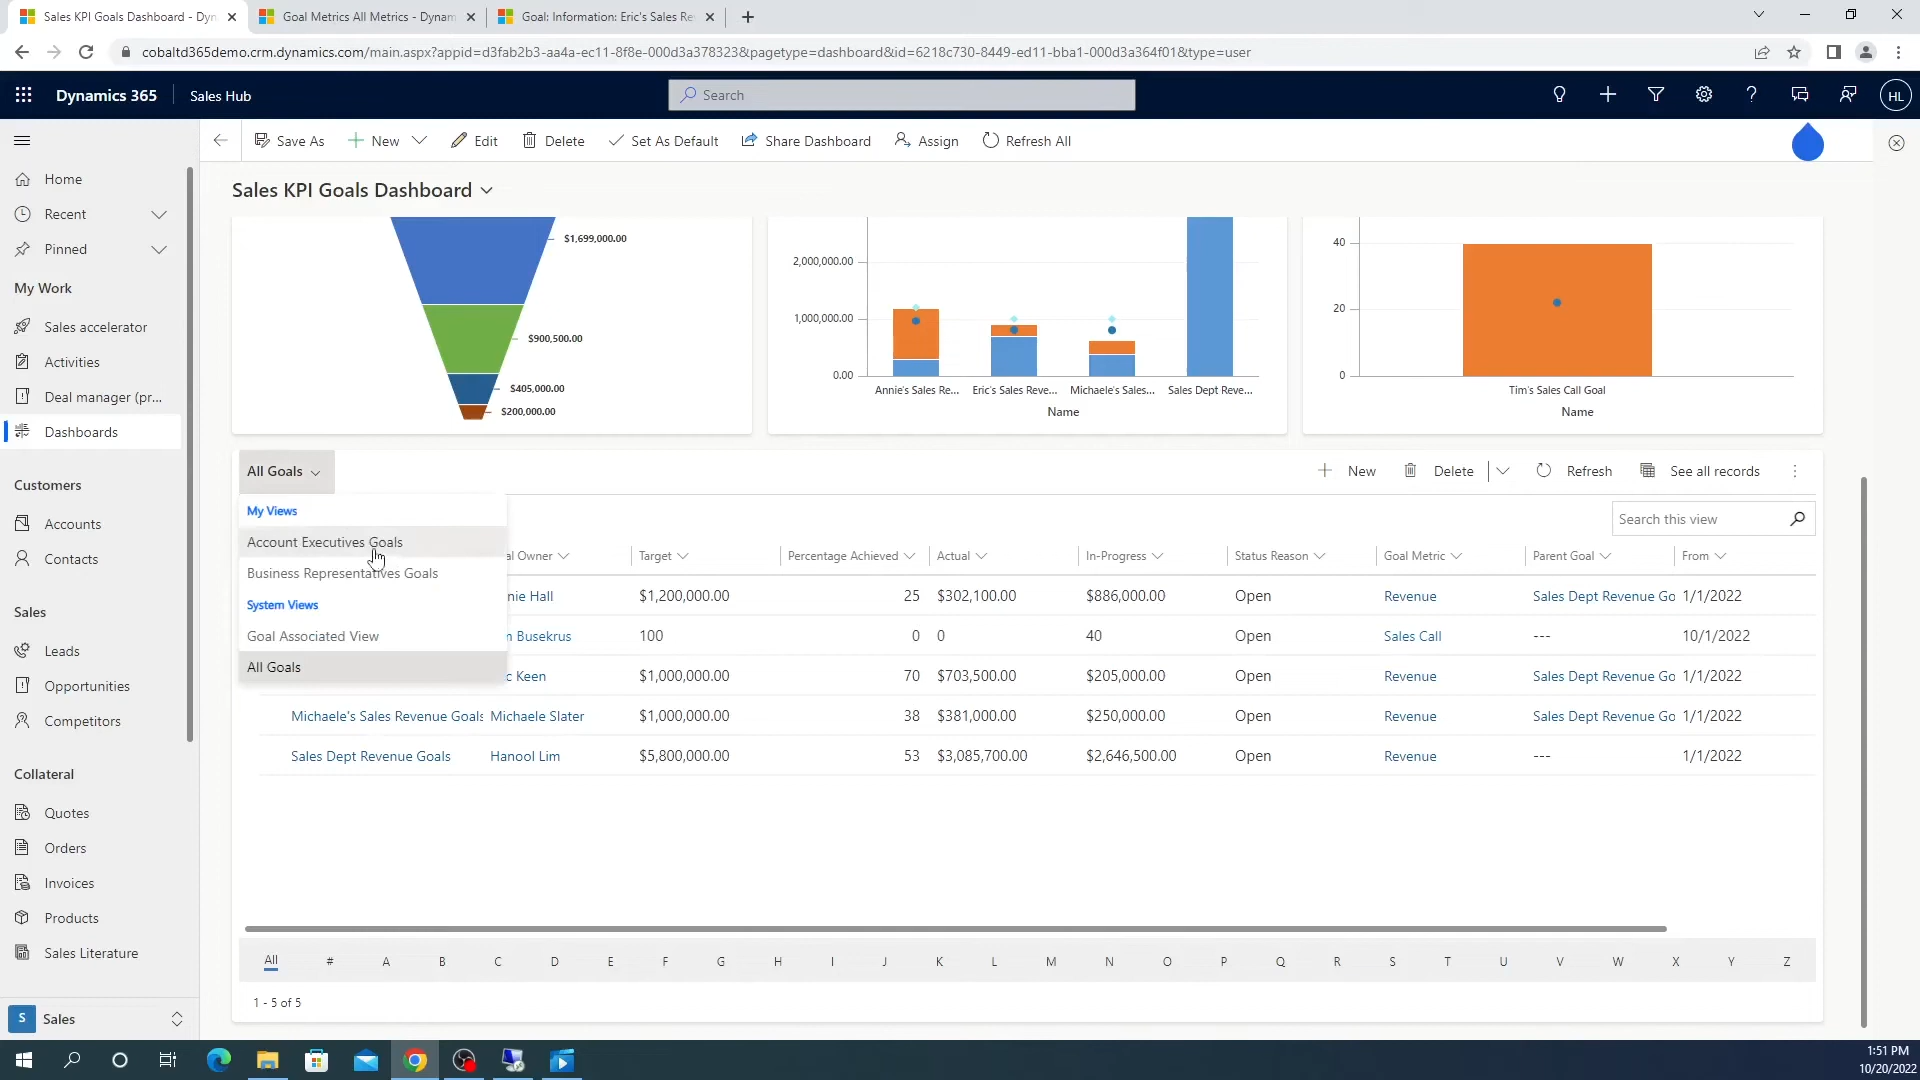 Sales KPI Goals Dashboard - Dyn
Goal Metrics All Metrics - Dynam
Goal: Information: Eric's Sales Re
cobaltd365demo.crm.dynamics.com/main.aspx?appid=d3fab2b3-aa4a-ec11-8f8e-000d3a378323&pagetype=dashboard&id=6218c730-8449-ed11-bba1-000d3a364f01&type=user
Dynamics 365
Sales Hub
Search
HL
Save As
New
Edit
Delete
Set As Default
Share Dashboard
Assign
Refresh All
Home
Recent
Pinned
My Work
Sales accelerator
Activities
Deal manager (pr...
Dashboards
Customers
Accounts
Contacts
Sales
Leads
Opportunities
Competitors
Collateral
Quotes
Orders
Invoices
Products
Sales Literature
S Sales
Sales KPI Goals Dashboard
$1,699,000.00
$900,500.00
$405,000.00
$200,000.00
2,000,000.00
1,000,000.00
0.00
Annie's Sales Re... Eric's Sales Reve... Michaele's Sales... Sales Dept Reve...
Name
40
20
0
Tim's Sales Call Goal
Name
All Goals
New
Delete
Refresh
See all records
My Views
Account Executives Goals
Business Representatives Goals
System Views
Goal Associated View
All Goals
Search this view
al Owner Target Percentage Achieved Actual In-Progress Status Reason Goal Metric Parent Goal From
nie Hall $1,200,000.00 25 $302,100.00 $886,000.00 Open Revenue Sales Dept Revenue Go 1/1/2022
m Busekrus 100 0 0 40 Open Sales Call --- 10/1/2022
c Keen $1,000,000.00 70 $703,500.00 $205,000.00 Open Revenue Sales Dept Revenue Go 1/1/2022
Michaele's Sales Revenue Goals Michaele Slater $1,000,000.00 38 $381,000.00 $250,000.00 Open Revenue Sales Dept Revenue Go 1/1/2022
Sales Dept Revenue Goals Hanool Lim $5,800,000.00 53 $3,085,700.00 $2,646,500.00 Open Revenue --- 1/1/2022
All # A B C D E F G H I J K L M N O P Q R S T U V W X Y Z
1 - 5 of 5
1:51 PM
10/20/2022